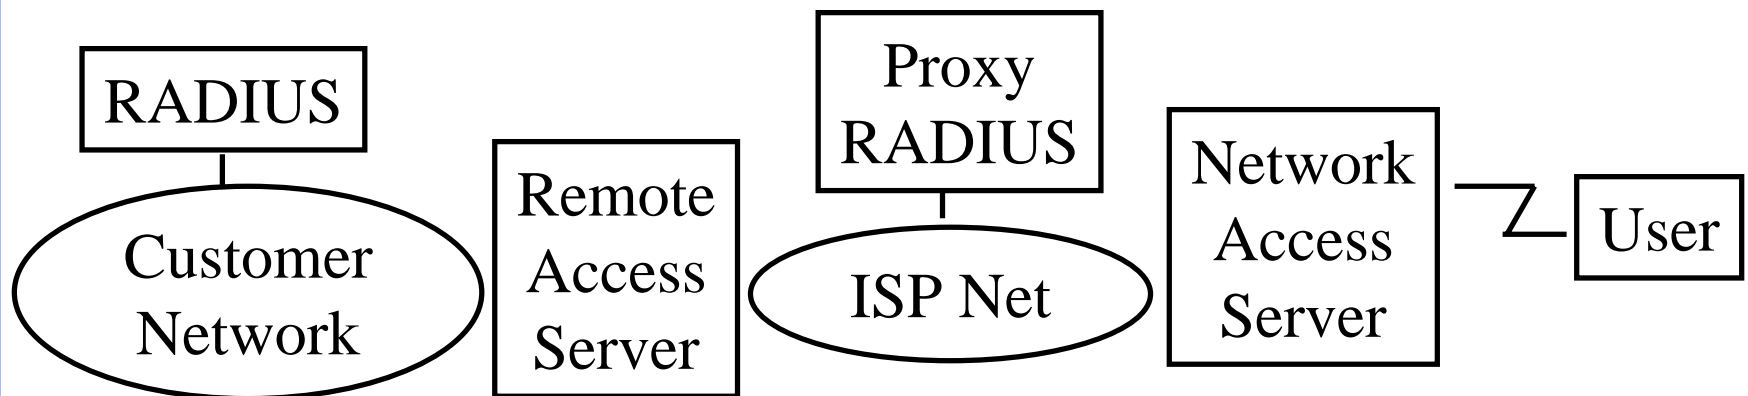 RADIUS
Customer
Network
Remote
Access
Server
Proxy
RADIUS
ISP Net
Network
Access
Server
User